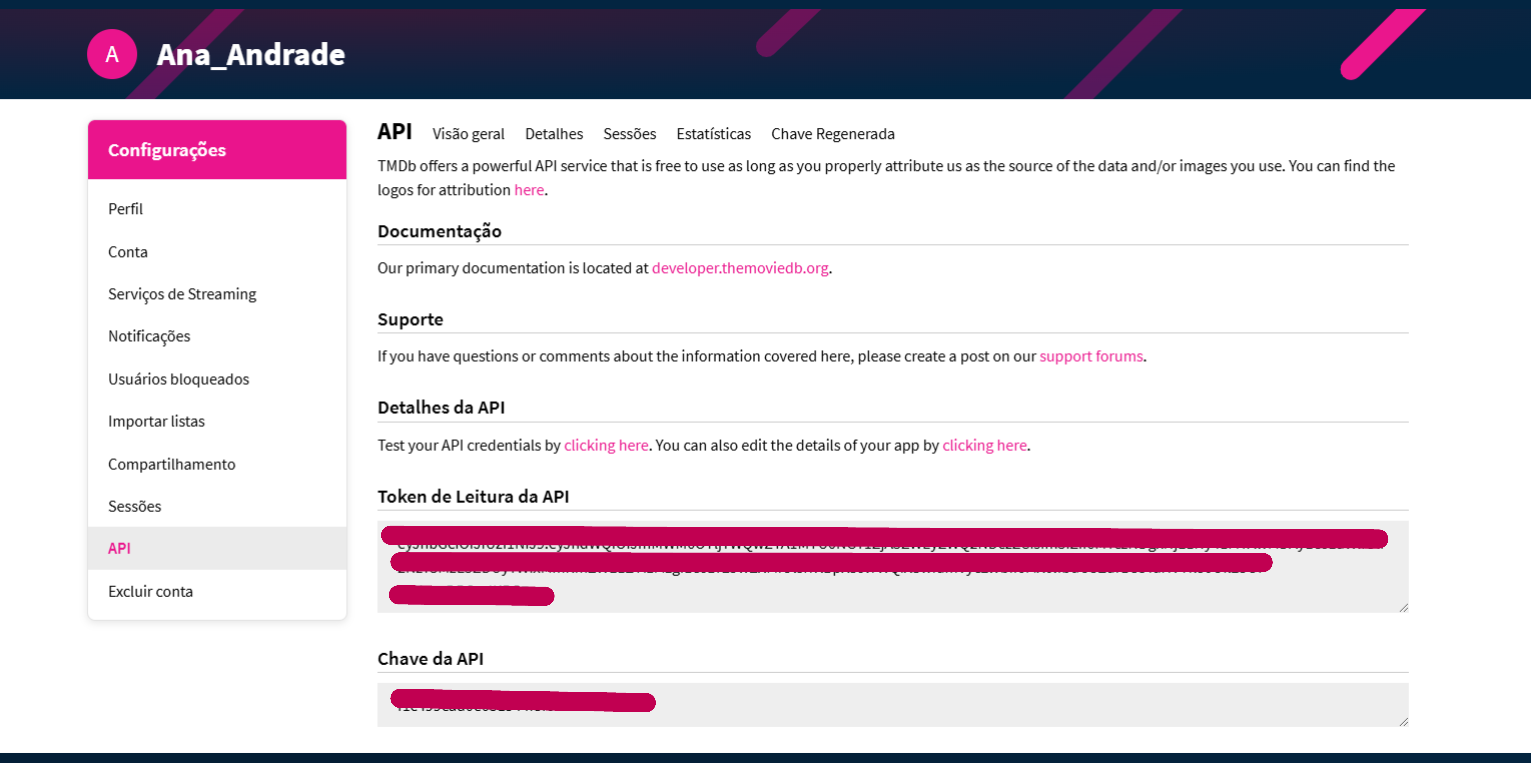 A Ana_Andrade
Configurações
Perfil
Conta
Serviços de Streaming
Notificações
Usuários bloqueados
Importar listas
Compartilhamento
Sessões
API
Excluir conta
API Visão geral Detalhes Sessões Estatísticas Chave Regenerada
TMDb offers a powerful API service that is free to use as long as you properly attribute us as the source of the data and/or images you use. You can find the
logos for attribution here.
Documentação
Our primary documentation is located at developer.themoviedb.org.
Suporte
If you have questions or comments about the information covered here, please create a post on our support forums.
Detalhes da API
Test your API credentials by clicking here. You can also edit the details of your app by clicking here.
Token de Leitura da API
Chave da API